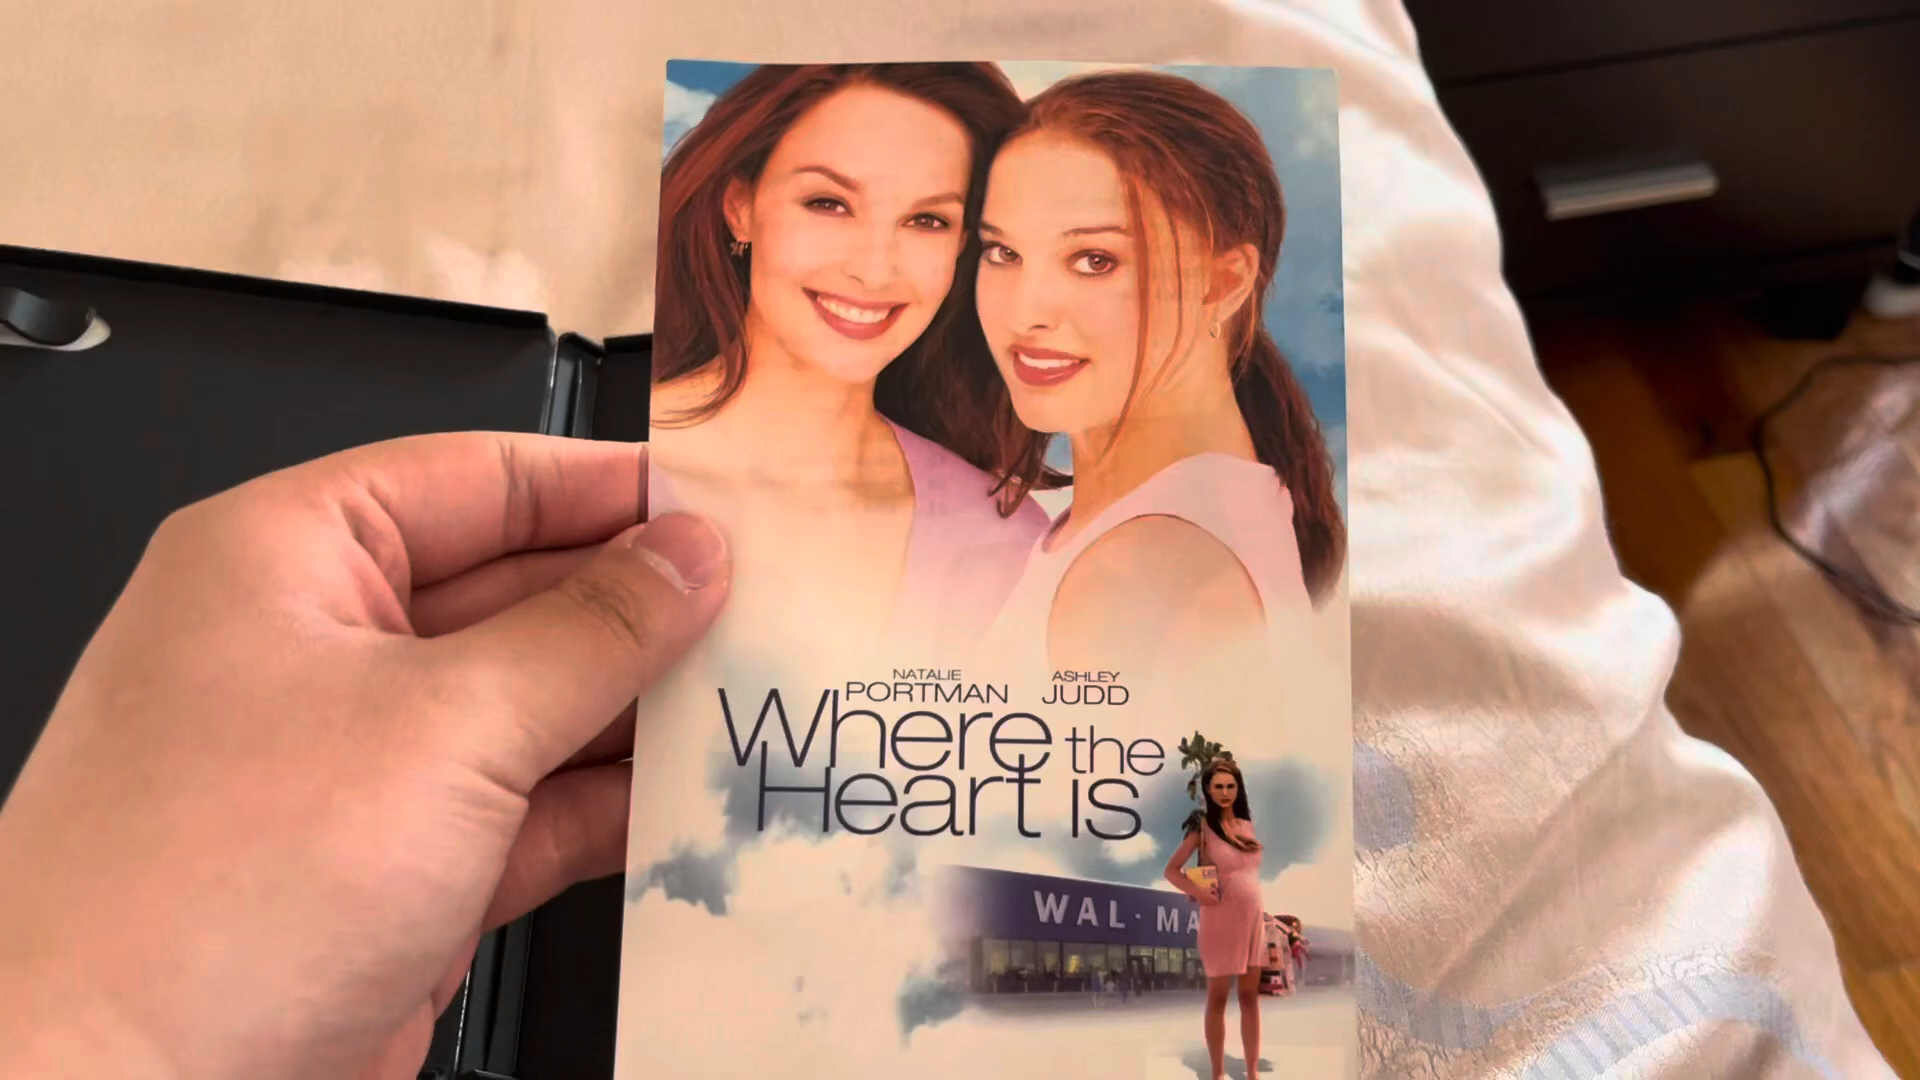 NATALIE ASHLEY
PORTMAN JUDD
Where the
Heart is
WAL·MA